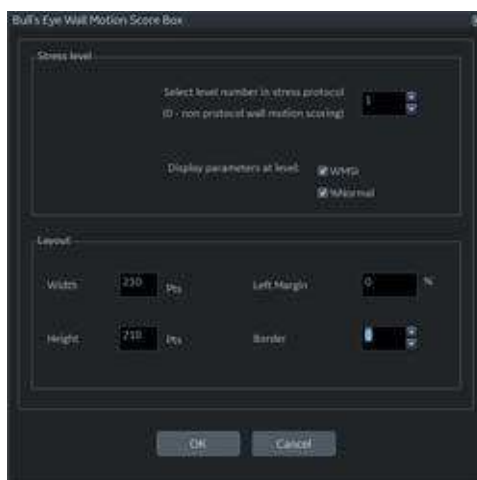 Bull's Eye Wall Motion Score Box
Stress level
Select level number in stress protocol
(0 - non protocol wall motion scoring)
1
Display parameters at level:
WMSI
%Normal
Layout
Width
Pts
Left Margin
0
%
Height
210
Pts
Border
OK
Cancel